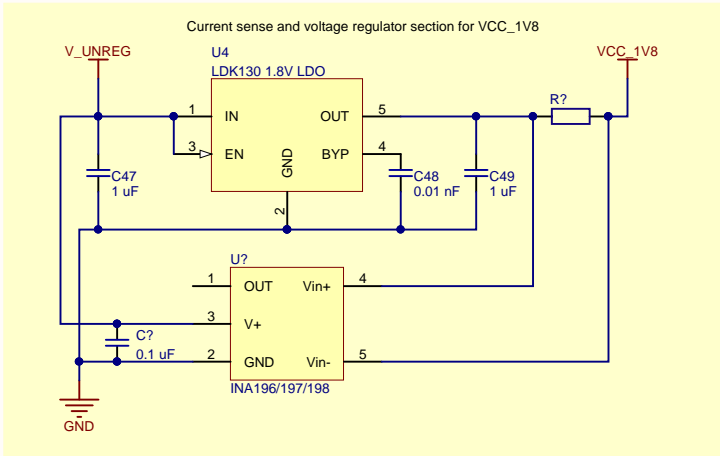 Current sense and voltage regulator section for VCC_1V8
V_UNREG
U4
VCC_1V8
LDK130 1.8V LDO
R?
1
IN
OUT
5
3
EN
BYP
4
GND
2
C47
1 uF
C48
0.01 nF
C49
1 uF
U?
1
OUT
Vin+
4
3
V+
C?
0.1 uF
2
GND
Vin-
5
INA196/197/198
GND